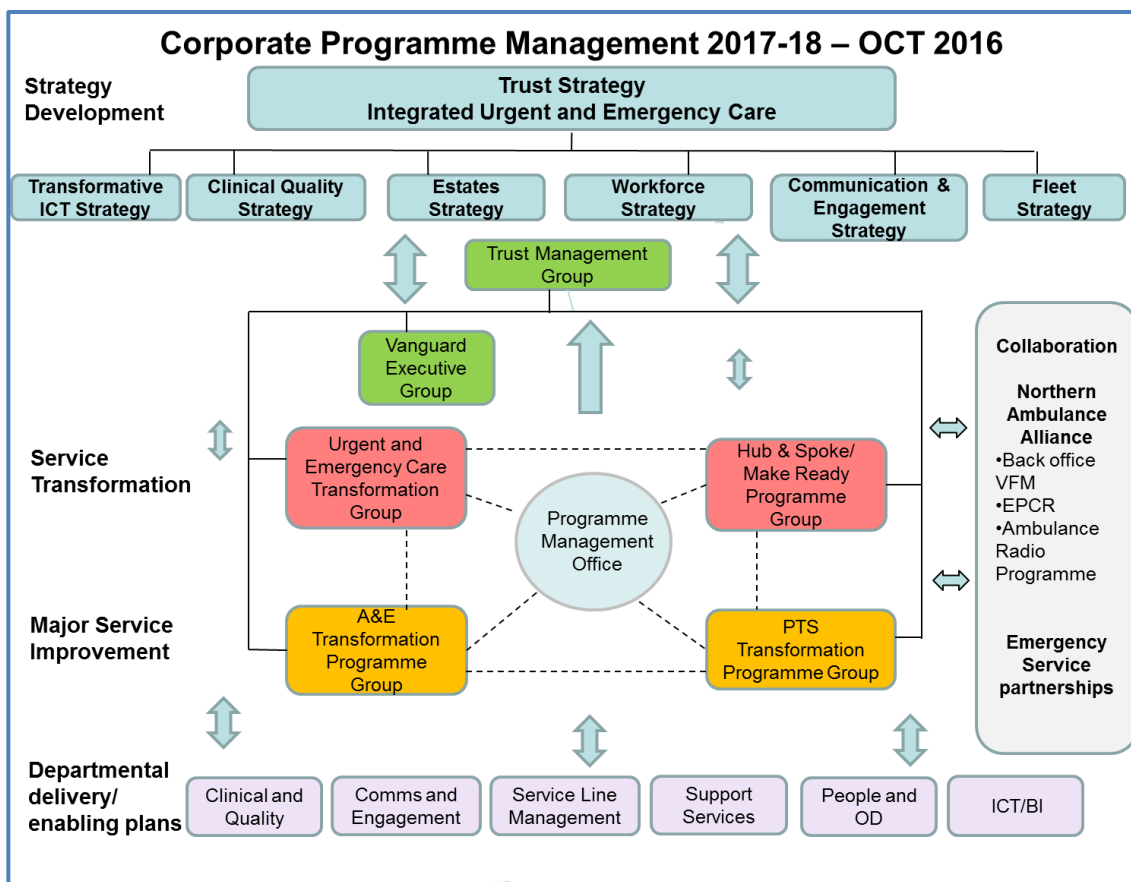 Corporate Programme Management 2017-18 – OCT 2016
Strategy
Development
Trust Strategy
Integrated Urgent and Emergency Care
Transformative
ICT Strategy
Clinical Quality
Strategy
Estates
Strategy
Workforce
Strategy
Communication &
Engagement
Strategy
Fleet
Strategy
Trust Management
Group
Vanguard
Executive
Group
Service
Transformation
Urgent and
Emergency Care
Transformation
Group
Hub & Spoke/
Make Ready
Programme
Group
Programme
Management
Office
Major Service
Improvement
A&E
Transformation
Programme
Group
PTS
Transformation
Programme Group
Collaboration
Northern
Ambulance
Alliance
•Back office
VFM
•EPCR
•Ambulance
Radio
Programme
Emergency
Service
partnerships
Departmental
delivery/
enabling plans
Clinical and
Quality
Comms and
Engagement
Service Line
Management
Support
Services
People and
OD
ICT/BI